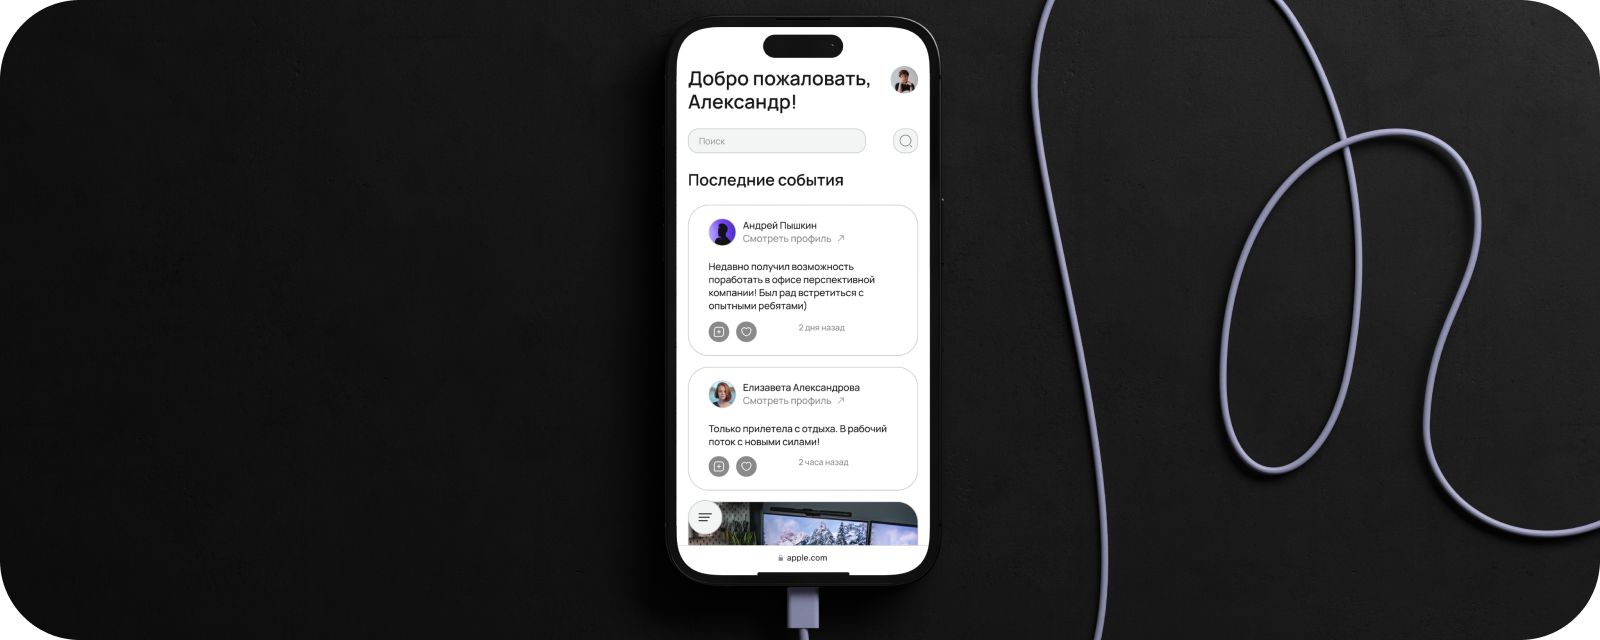 Добро пожаловать,
Александр!
Поиск
Последние события
Андрей Пышкин
Смотреть профиль
Недавно получил возможность
поработать в офисе перспективной
компании! Был рад встретиться с
опытными ребятами)
2 дня назад
Елизавета Александрова
Смотреть профиль
Только прилетела с отдыха. В рабочий
поток с новыми силами!
2 часа назад
apple.com